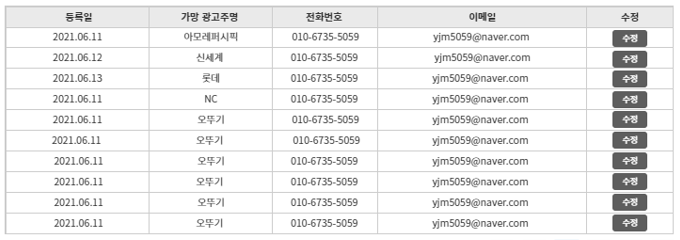 등록일 가망 광고주명 전화번호 이메일 수정
2021.06.11 아모레퍼시픽 010-6735-5059 yjm5059@naver.com 수정
2021.06.12 신세계 010-6735-5059 yjm5059@naver.com 수정
2021.06.13 롯데 010-6735-5059 yjm5059@naver.com 수정
2021.06.11 NC 010-6735-5059 yjm5059@naver.com 수정
2021.06.11 오뚜기 010-6735-5059 yjm5059@naver.com 수정
2021.06.11 오뚜기 010-6735-5059 yjm5059@naver.com 수정
2021.06.11 오뚜기 010-6735-5059 yjm5059@naver.com 수정
2021.06.11 오뚜기 010-6735-5059 yjm5059@naver.com 수정
2021.06.11 오뚜기 010-6735-5059 yjm5059@naver.com 수정
2021.06.11 오뚜기 010-6735-5059 yjm5059@naver.com 수정